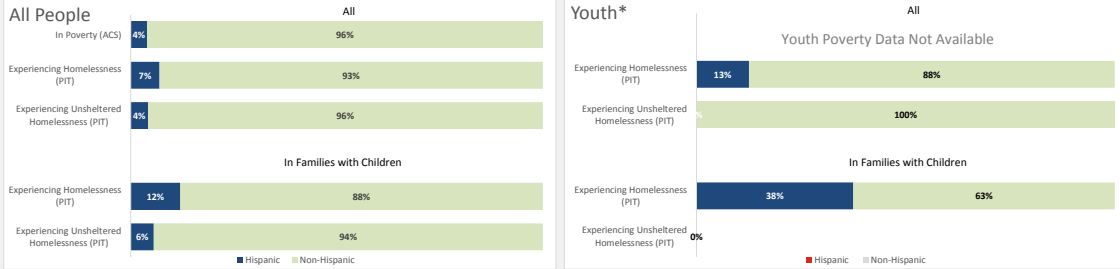 All People
All
In Poverty (ACS)
4%
96%
Experiencing Homelessness
(PIT)
7%
93%
Experiencing Unsheltered
Homelessness (PIT)
4%
96%
In Families with Children
Experiencing Homelessness
(PIT)
12%
88%
Experiencing Unsheltered
Homelessness (PIT)
6%
94%
Hispanic
Non-Hispanic
Youth*
All
Youth Poverty Data Not Available
Experiencing Homelessness
(PIT)
13%
88%
Experiencing Unsheltered
Homelessness (PIT)
%
100%
In Families with Children
Experiencing Homelessness
(PIT)
38%
63%
Experiencing Unsheltered
Homelessness (PIT)
0%
Hispanic
Non-Hispanic